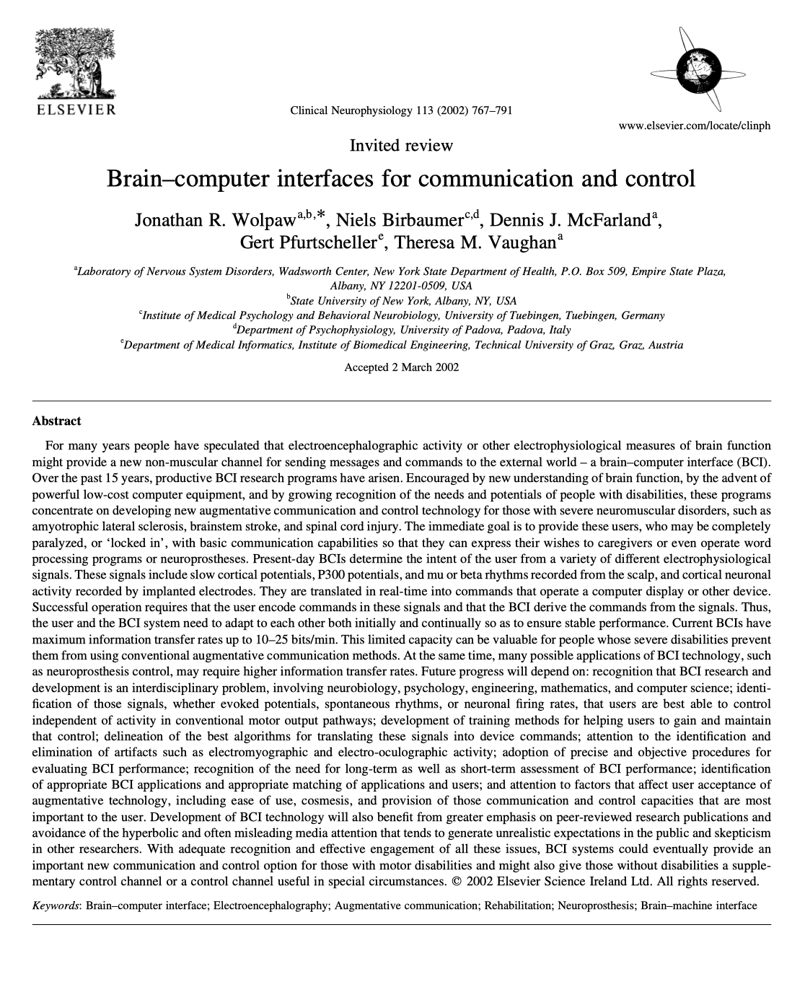 ELSEVIER
Clinical Neurophysiology 113 (2002) 767–791
www.elsevier.com/locate/clinph
Invited review
Brain–computer interfaces for communication and control
Jonathan R. Wolpaw^a,b,*, Niels Birbaumer^c,d, Dennis J. McFarland^a,
Gert Pfurtscheller^e, Theresa M. Vaughan^a
^aLaboratory of Nervous System Disorders, Wadsworth Center, New York State Department of Health, P.O. Box 509, Empire State Plaza,
Albany, NY 12201-0509, USA
^bState University of New York, Albany, NY, USA
^cInstitute of Medical Psychology and Behavioral Neurobiology, University of Tuebingen, Tuebingen, Germany
^dDepartment of Psychophysiology, University of Padova, Padova, Italy
^eDepartment of Medical Informatics, Institute of Biomedical Engineering, Technical University of Graz, Graz, Austria
Accepted 2 March 2002
Abstract
For many years people have speculated that electroencephalographic activity or other electrophysiological measures of brain function
might provide a new non-muscular channel for sending messages and commands to the external world – a brain–computer interface (BCI).
Over the past 15 years, productive BCI research programs have arisen. Encouraged by new understanding of brain function, by the advent of
powerful low-cost computer equipment, and by growing recognition of the needs and potentials of people with disabilities, these programs
concentrate on developing new augmentative communication and control technology for those with severe neuromuscular disorders, such as
amyotrophic lateral sclerosis, brainstem stroke, and spinal cord injury. The immediate goal is to provide these users, who may be completely
paralyzed, or ‘locked in’, with basic communication capabilities so that they can express their wishes to caregivers or even operate word
processing programs or neuroprostheses. Present-day BCIs determine the intent of the user from a variety of different electrophysiological
signals. These signals include slow cortical potentials, P300 potentials, and mu or beta rhythms recorded from the scalp, and cortical neuronal
activity recorded by implanted electrodes. They are translated in real-time into commands that operate a computer display or other device.
Successful operation requires that the user encode commands in these signals and that the BCI derive the commands from the signals. Thus,
the user and the BCI system need to adapt to each other both initially and continually so as to ensure stable performance. Current BCIs have
maximum information transfer rates up to 10–25 bits/min. This limited capacity can be valuable for people whose severe disabilities prevent
them from using conventional augmentative communication methods. At the same time, many possible applications of BCI technology, such
as neuroprosthesis control, may require higher information transfer rates. Future progress will depend on: recognition that BCI research and
development is an interdisciplinary problem, involving neurobiology, psychology, engineering, mathematics, and computer science; identi-
fication of those signals, whether evoked potentials, spontaneous rhythms, or neuronal firing rates, that users are best able to control
independent of activity in conventional motor output pathways; development of training methods for helping users to gain and maintain
that control; delineation of the best algorithms for translating these signals into device commands; attention to the identification and
elimination of artifacts such as electromyographic and electro-oculographic activity; adoption of precise and objective procedures for
evaluating BCI performance; recognition of the need for long-term as well as short-term assessment of BCI performance; identification
of appropriate BCI applications and appropriate matching of applications and users; and attention to factors that affect user acceptance of
augmentative technology, including ease of use, cosmesis, and provision of those communication and control capacities that are most
important to the user. Development of BCI technology will also benefit from greater emphasis on peer-reviewed research publications and
avoidance of the hyperbolic and often misleading media attention that tends to generate unrealistic expectations in the public and skepticism
in other researchers. With adequate recognition and effective engagement of all these issues, BCI systems could eventually provide an
important new communication and control option for those with motor disabilities and might also give those without disabilities a supple-
mentary control channel or a control channel useful in special circumstances. © 2002 Elsevier Science Ireland Ltd. All rights reserved.
Keywords: Brain–computer interface; Electroencephalography; Augmentative communication; Rehabilitation; Neuroprosthesis; Brain–machine interface